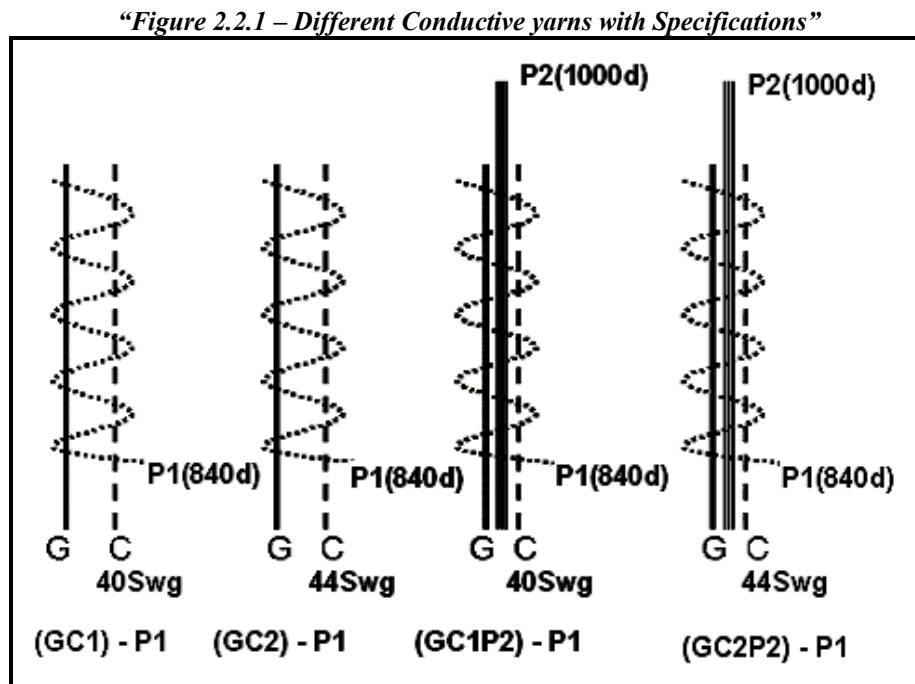 “Figure 2.2.1 – Different Conductive yarns with Specifications”
P2(1000d) P2(1000d)
P1(840d) P1(840d) P1(840d) P1(840d)
G C G C G C G C
40Swg 44Swg 40Swg 44Swg
(GC1) - P1 (GC2) - P1 (GC1P2) - P1 (GC2P2) - P1